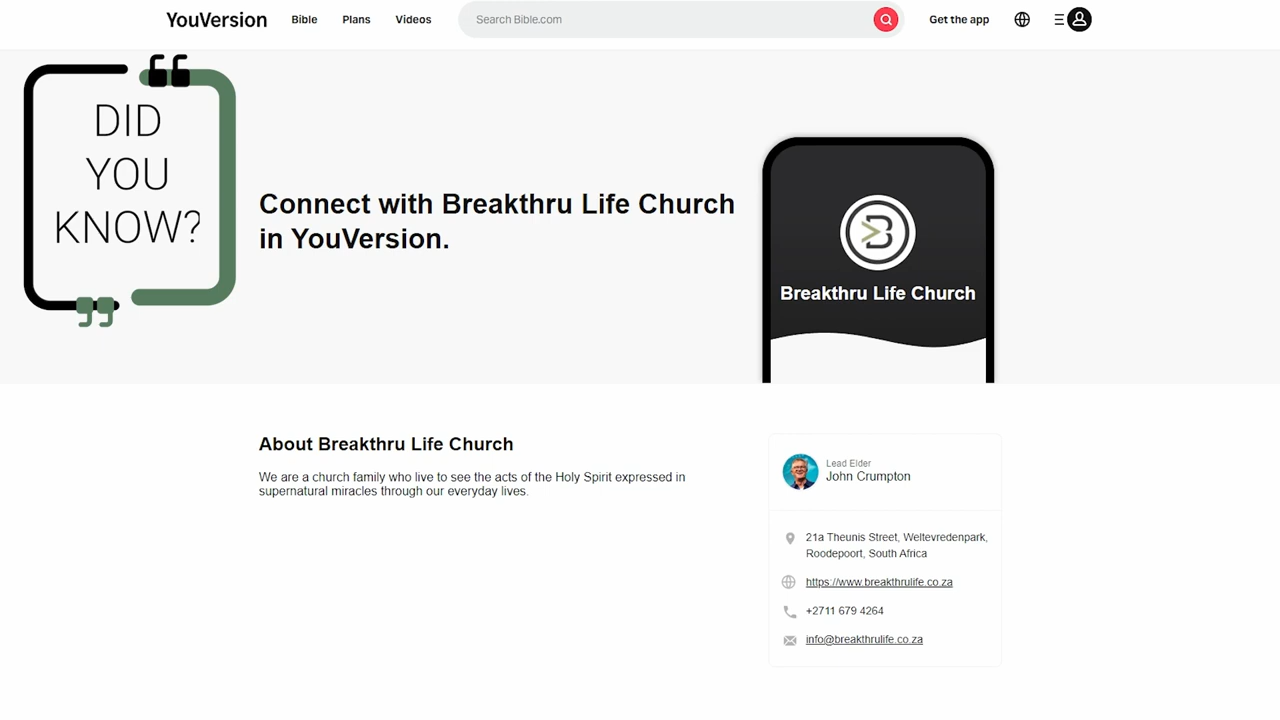 YouVersion
Bible
Plans
Videos
Search Bible.com
Get the app
DID
YOU
KNOW?
Connect with Breakthru Life Church
in YouVersion.
Breakthru Life Church
About Breakthru Life Church
We are a church family who live to see the acts of the Holy Spirit expressed in
supernatural miracles through our everyday lives.
Lead Elder
John Crumpton
21a Theunis Street, Weltevredenpark,
Roodepoort, South Africa
https://www.breakthrulife.co.za
+2711 679 4264
info@breakthrulife.co.za